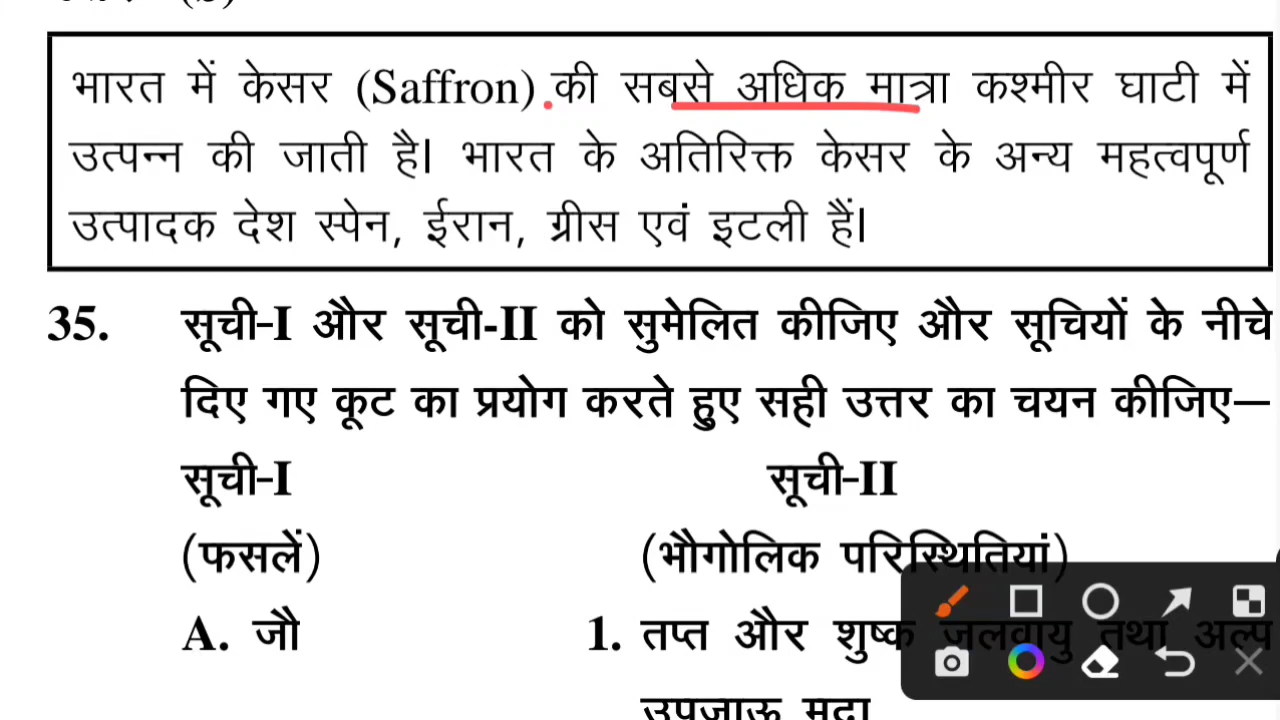 भारत में केसर (Saffron) की सबसे अधिक मात्रा कश्मीर घाटी में
उत्पन्न की जाती है। भारत के अतिरिक्त केसर के अन्य महत्वपूर्ण
उत्पादक देश स्पेन, ईरान, ग्रीस एवं इटली हैं।
35. सूची-I और सूची-II को सुमेलित कीजिए और सूचियों के नीचे
दिए गए कूट का प्रयोग करते हुए सही उत्तर का चयन कीजिए–
सूची-I सूची-II
(फसलें) (भौगोलिक परिस्थितियां)
A. जौ 1. तप्त और शुष्क जलवायु तथा अल्प
उपजाऊ मृदा